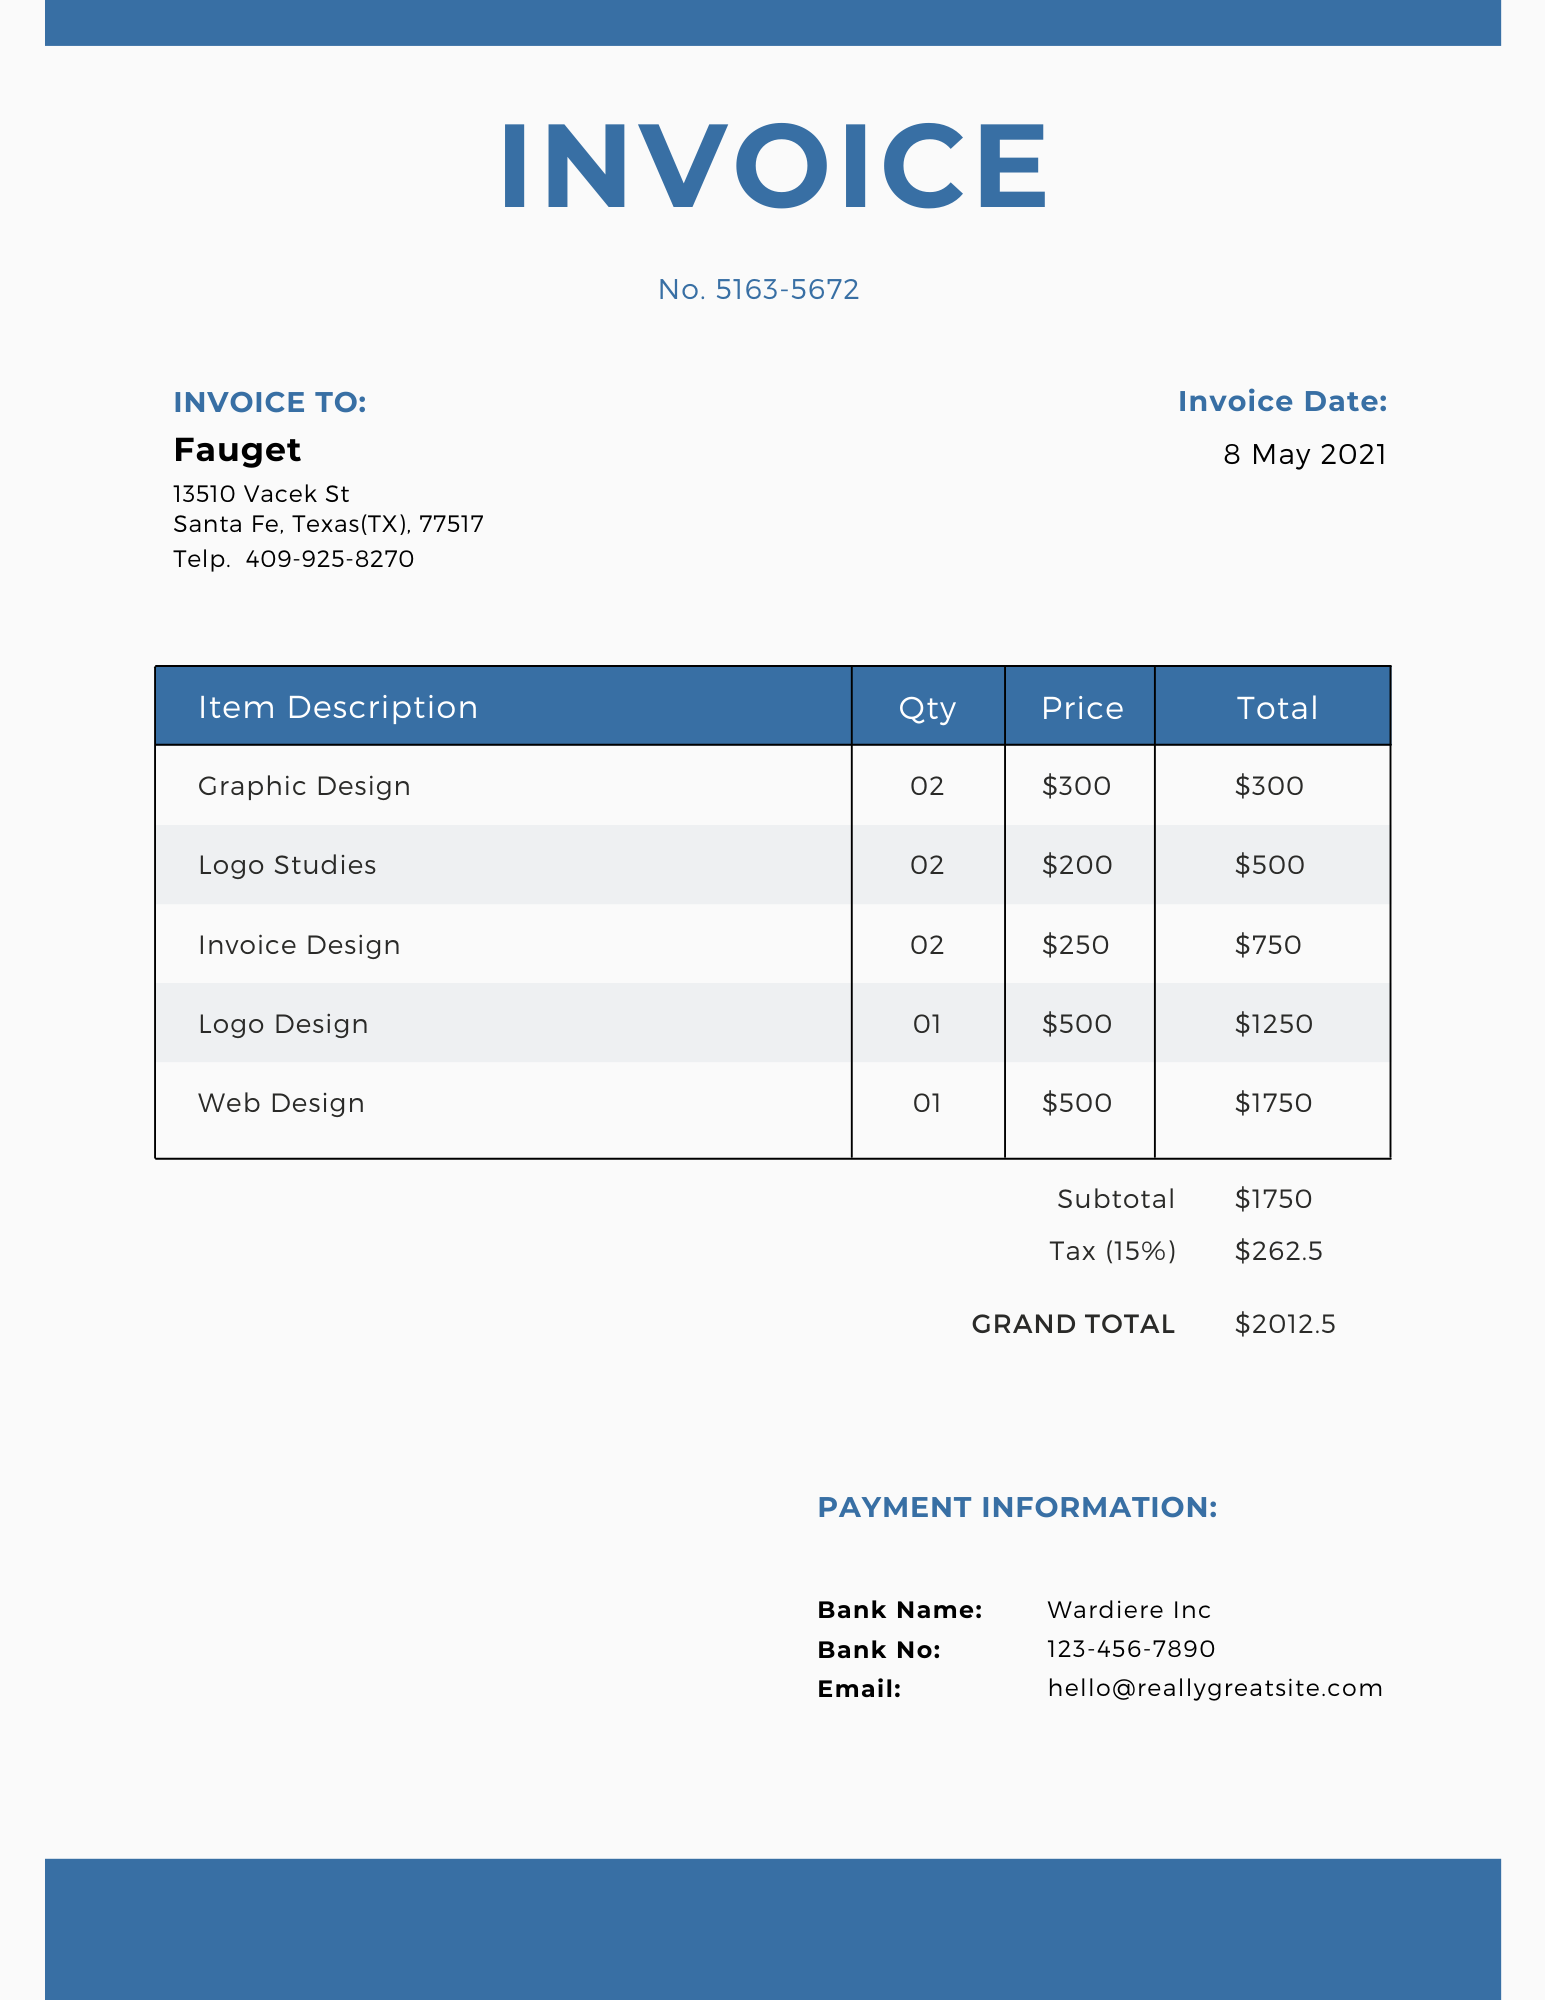 INVOICE
No. 5163-5672
INVOICE TO:
Fauget
13510 Vacek St
Santa Fe, Texas(TX), 77517
Telp. 409-925-8270
Invoice Date:
8 May 2021
Item Description Qty Price Total
Graphic Design 02 $300 $300
Logo Studies 02 $200 $500
Invoice Design 02 $250 $750
Logo Design 01 $500 $1250
Web Design 01 $500 $1750
Subtotal $1750
Tax (15%) $262.5
GRAND TOTAL $2012.5
PAYMENT INFORMATION:
Bank Name: Wardiere Inc
Bank No: 123-456-7890
Email: hello@reallygreatsite.com